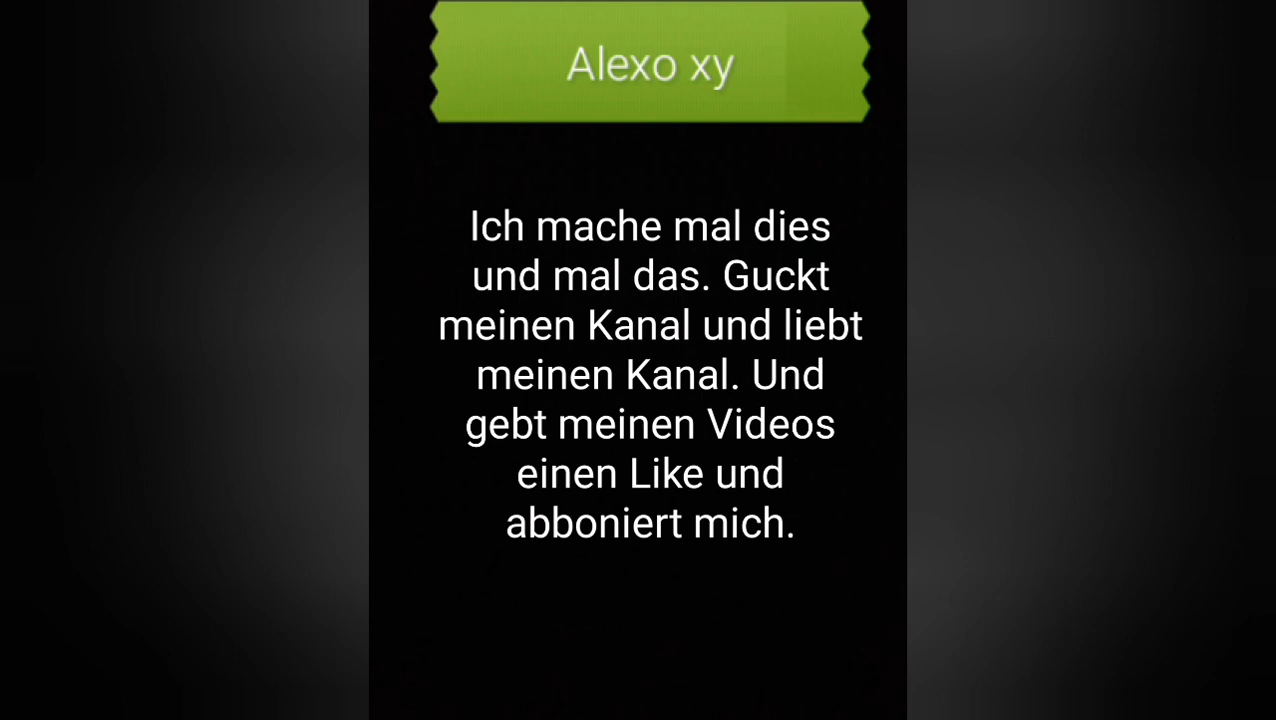 Alexo xy
Ich mache mal dies
und mal das. Guckt
meinen Kanal und liebt
meinen Kanal. Und
gebt meinen Videos
einen Like und
abboniert mich.